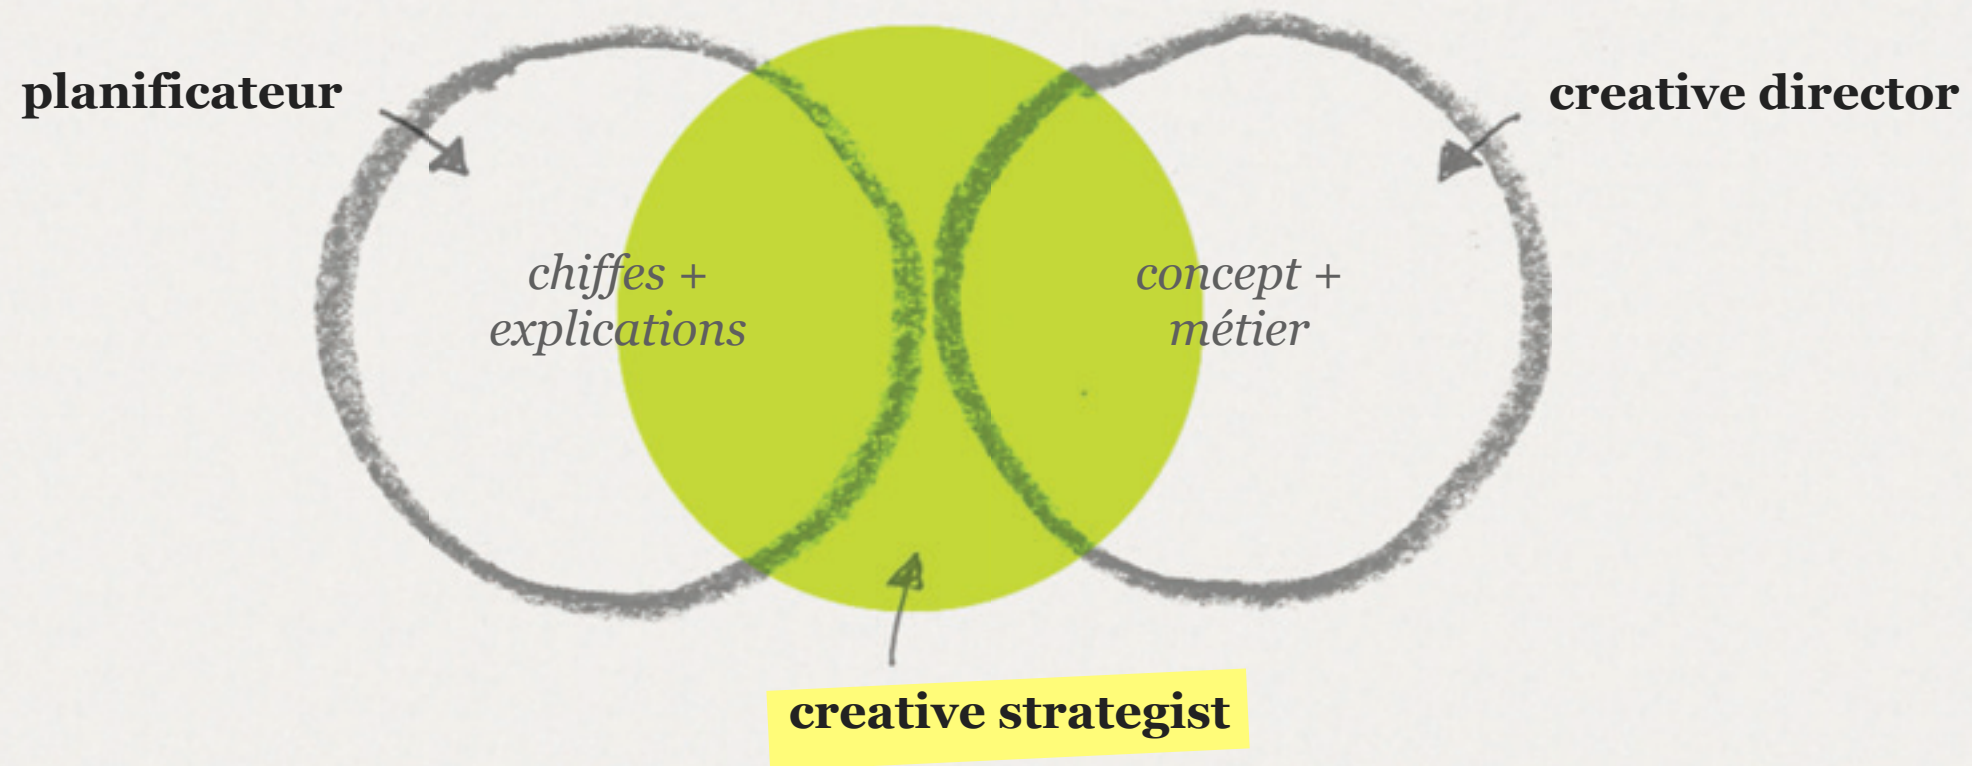 planificateur
creative director
chiffes +
explications
concept +
métier
creative strategist